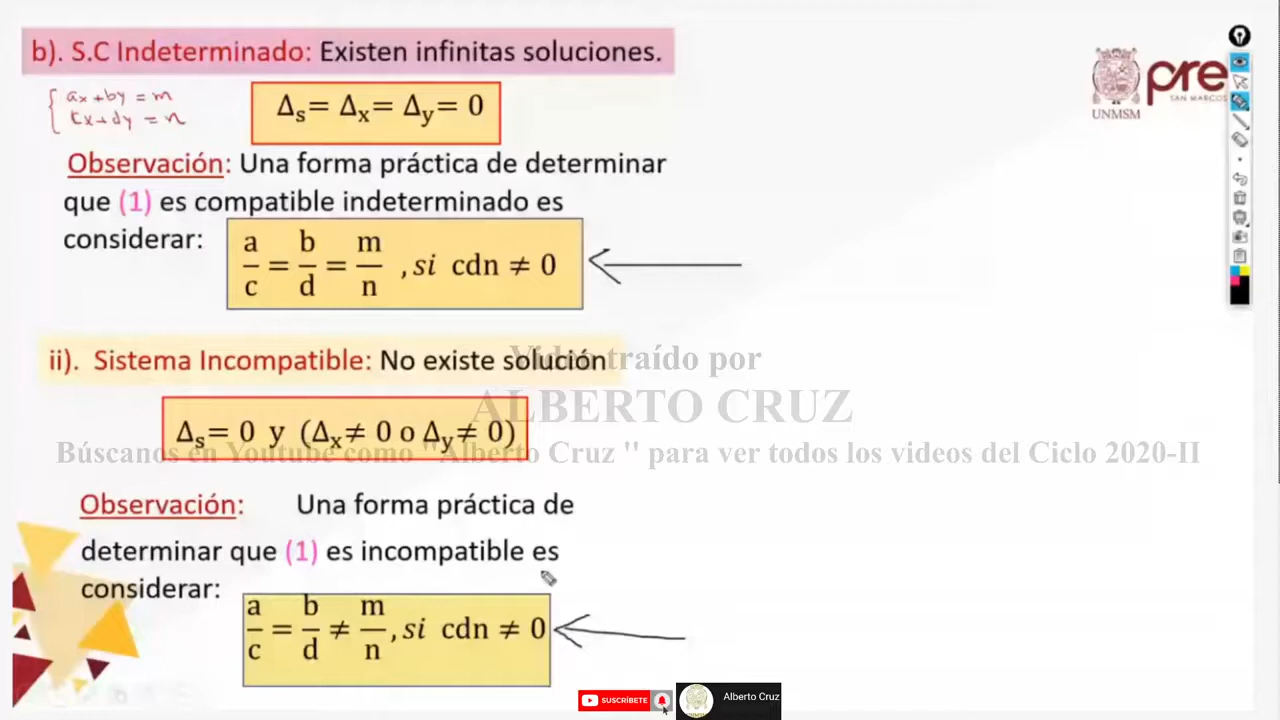 b). S.C Indeterminado: Existen infinitas soluciones.
ax+by = m
cx+dy = n
Δs= Δx= Δy= 0
pre
SAN MARCOS
UNMSM
Observación: Una forma práctica de determinar
que (1) es compatible indeterminado es
considerar:
a/c = b/d = m/n , si cdn ≠ 0
ii). Sistema Incompatible: No existe solución
Video traído por
ALBERTO CRUZ
Δs= 0 y (Δx≠ 0 o Δy≠ 0)
Búscanos en Youtube como "Alberto Cruz " para ver todos los videos del Ciclo 2020-II
Observación: Una forma práctica de
determinar que (1) es incompatible es
considerar:
a/c = b/d ≠ m/n , si cdn ≠ 0
SUSCRÍBETE
UNMSM
Alberto Cruz